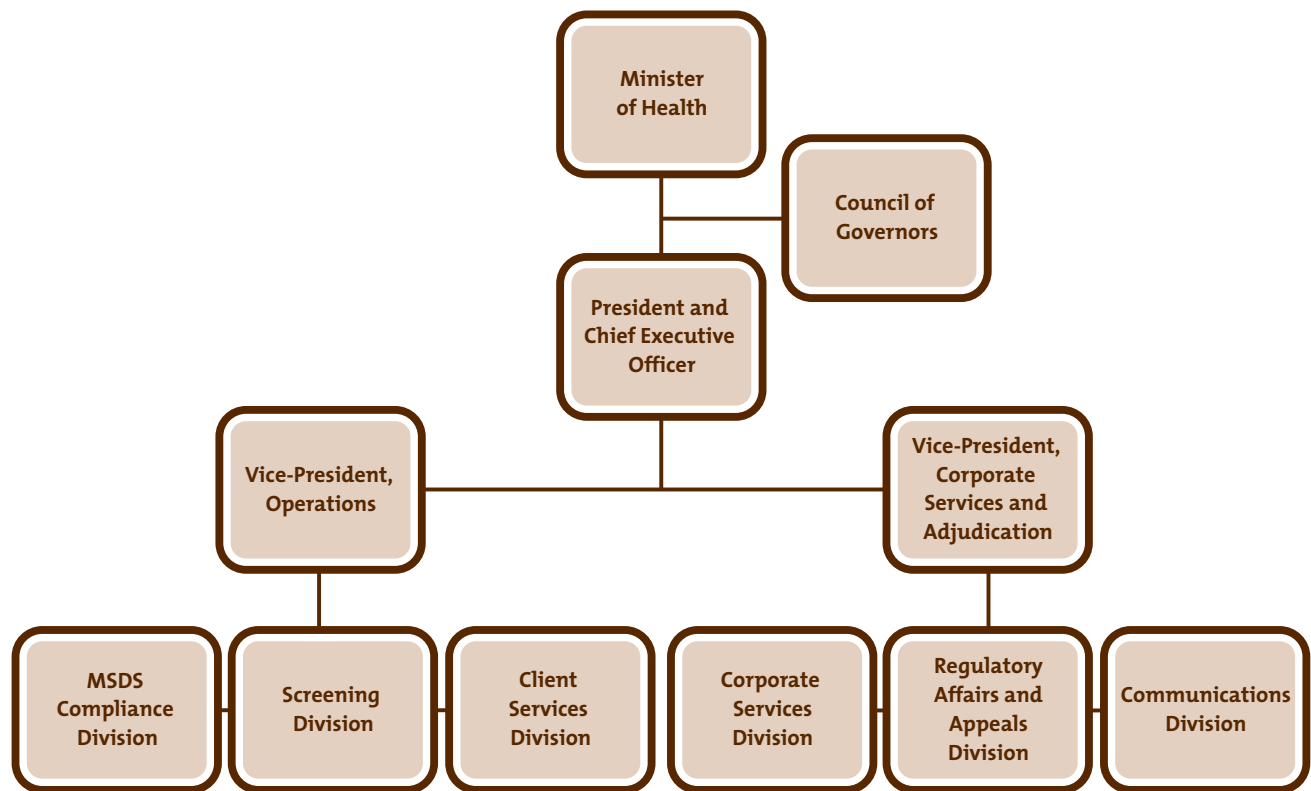 Minister
of Health
Council of
Governors
President and
Chief Executive
Officer
Vice-President,
Operations
Vice-President,
Corporate
Services and
Adjudication
MSDS
Compliance
Division
Screening
Division
Client
Services
Division
Corporate
Services
Division
Regulatory
Affairs and
Appeals
Division
Communications
Division